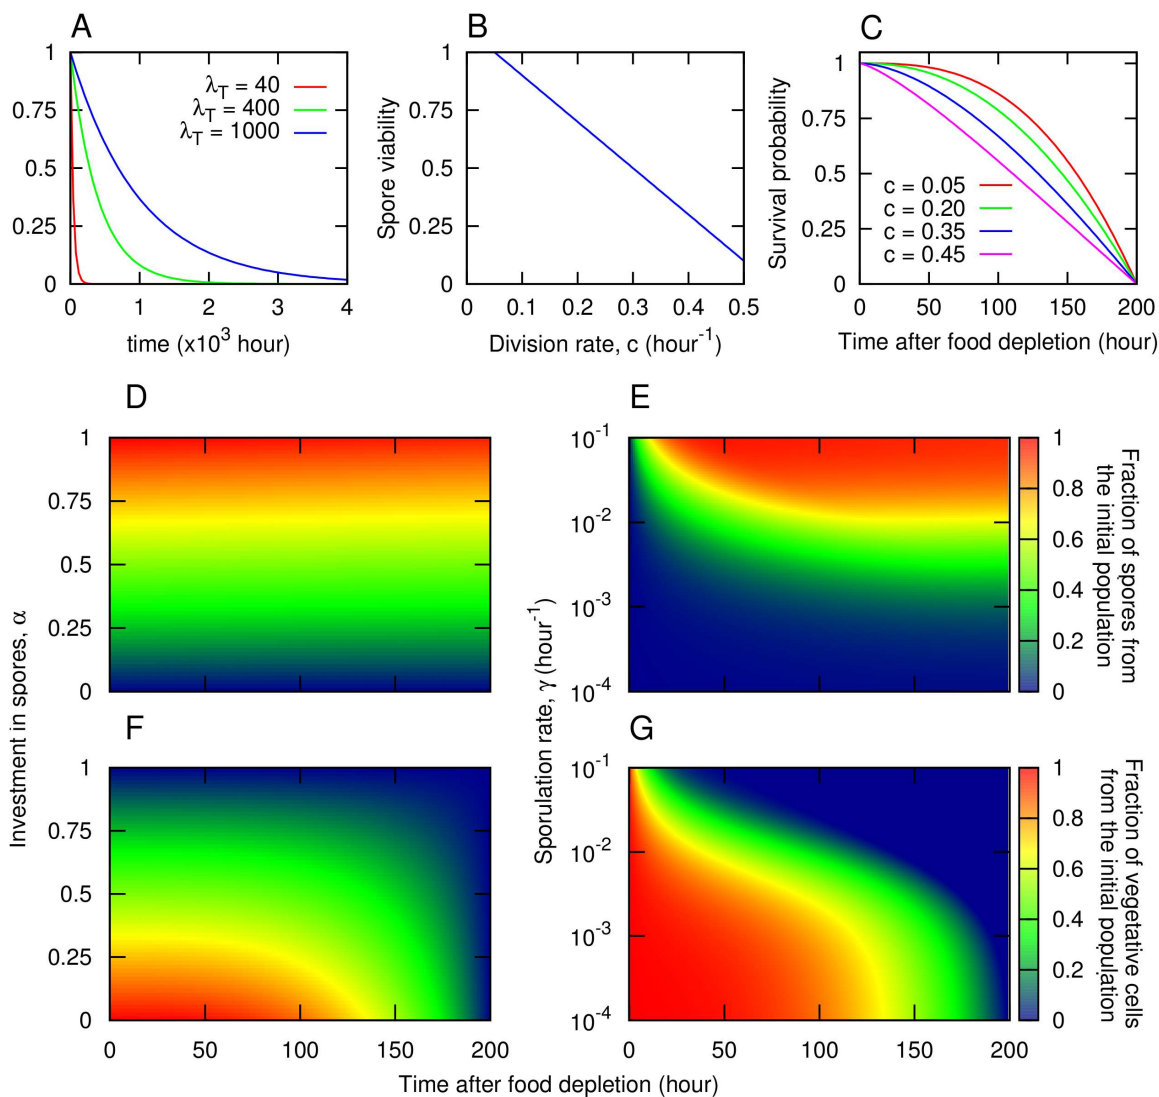 A
B
C
1
0.75
0.5
0.25
0
0
1
2
3
4
λT = 40
λT = 400
λT = 1000
time (x10³ hour)
Spore viability
1
0.75
0.5
0.25
0
0
0.1
0.2
0.3
0.4
0.5
Division rate, c (hour⁻¹)
Survival probability
1
0.75
0.5
0.25
0
c = 0.05
c = 0.20
c = 0.35
c = 0.45
0
50
100
150
200
Time after food depletion (hour)
D
1
0.75
0.5
0.25
0
E
10⁻¹
10⁻²
10⁻³
10⁻⁴
1
0.8
0.6
0.4
0.2
0
Fraction of spores from
the initial population
Investment in spores, α
Sporulation rate, γ (hour⁻¹)
F
1
0.75
0.5
0.25
0
0
50
100
150
200
G
10⁻¹
10⁻²
10⁻³
10⁻⁴
0
50
100
150
200
1
0.8
0.6
0.4
0.2
0
Fraction of vegetative cells
from the initial population
Time after food depletion (hour)